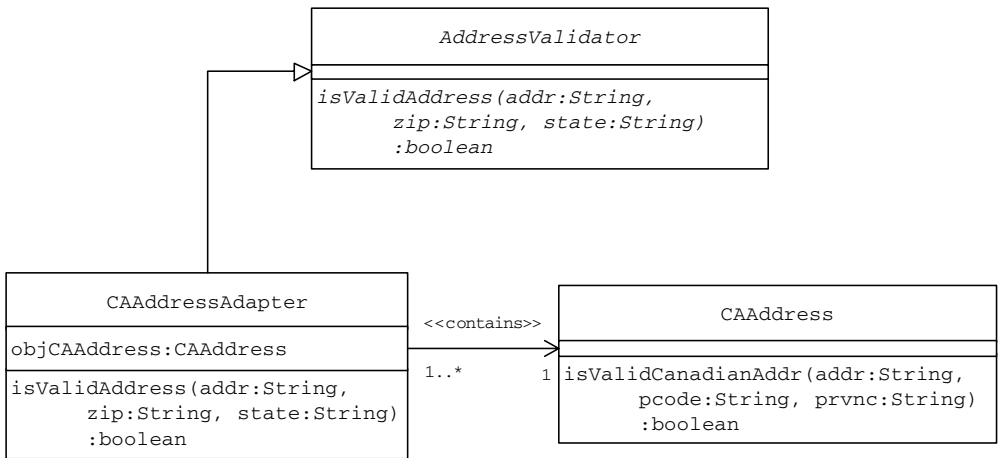 AddressValidator
isValidAddress(addr:String,
zip:String, state:String)
:boolean
CAAddressAdapter
objCAAddress:CAAddress
isValidAddress(addr:String,
zip:String, state:String)
:boolean
<<contains>>
1..*
1
CAAddress
isValidCanadianAddr(addr:String,
pcode:String, prvnc:String)
:boolean